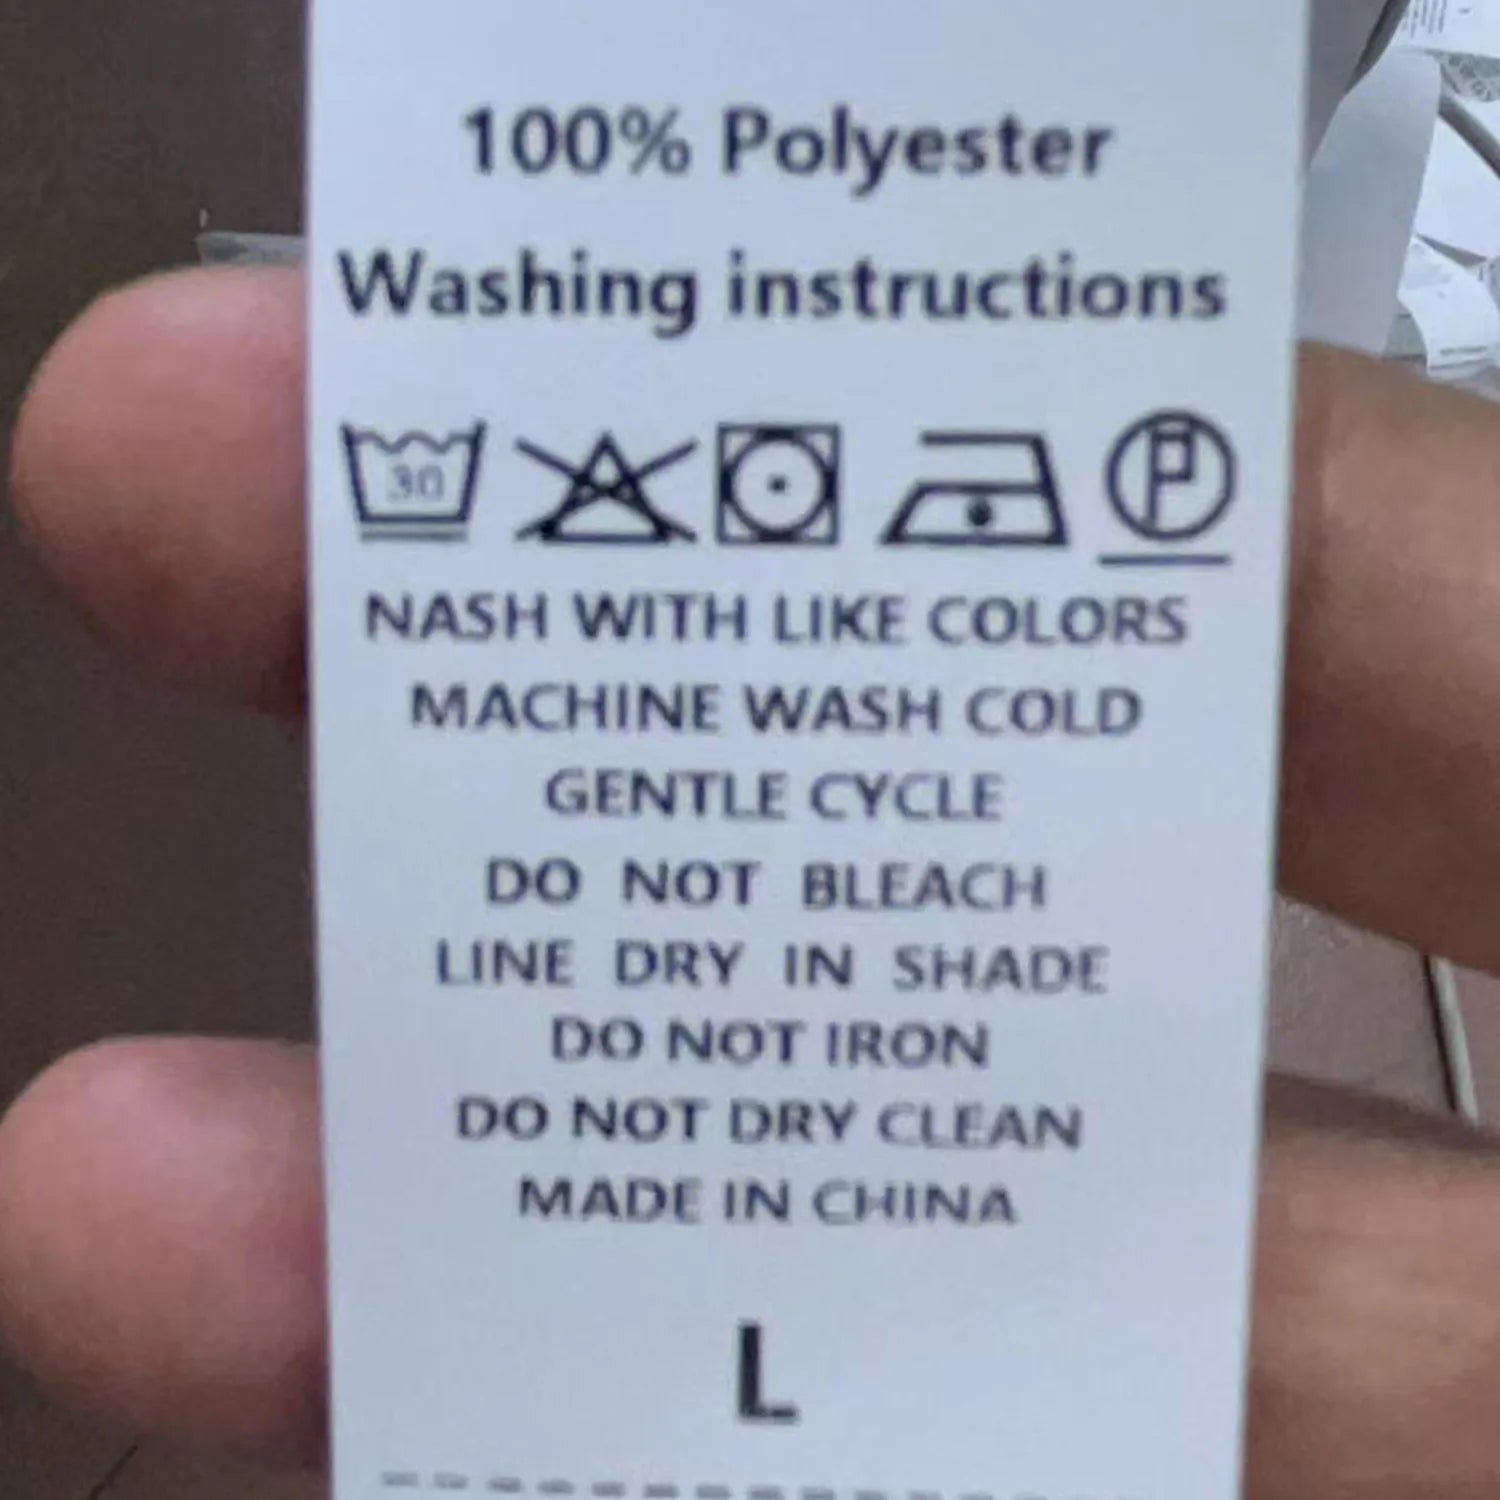 100% Polyester
Washing instructions
30 P
NASH WITH LIKE COLORS
MACHINE WASH COLD
GENTLE CYCLE
DO NOT BLEACH
LINE DRY IN SHADE
DO NOT IRON
DO NOT DRY CLEAN
MADE IN CHINA
L